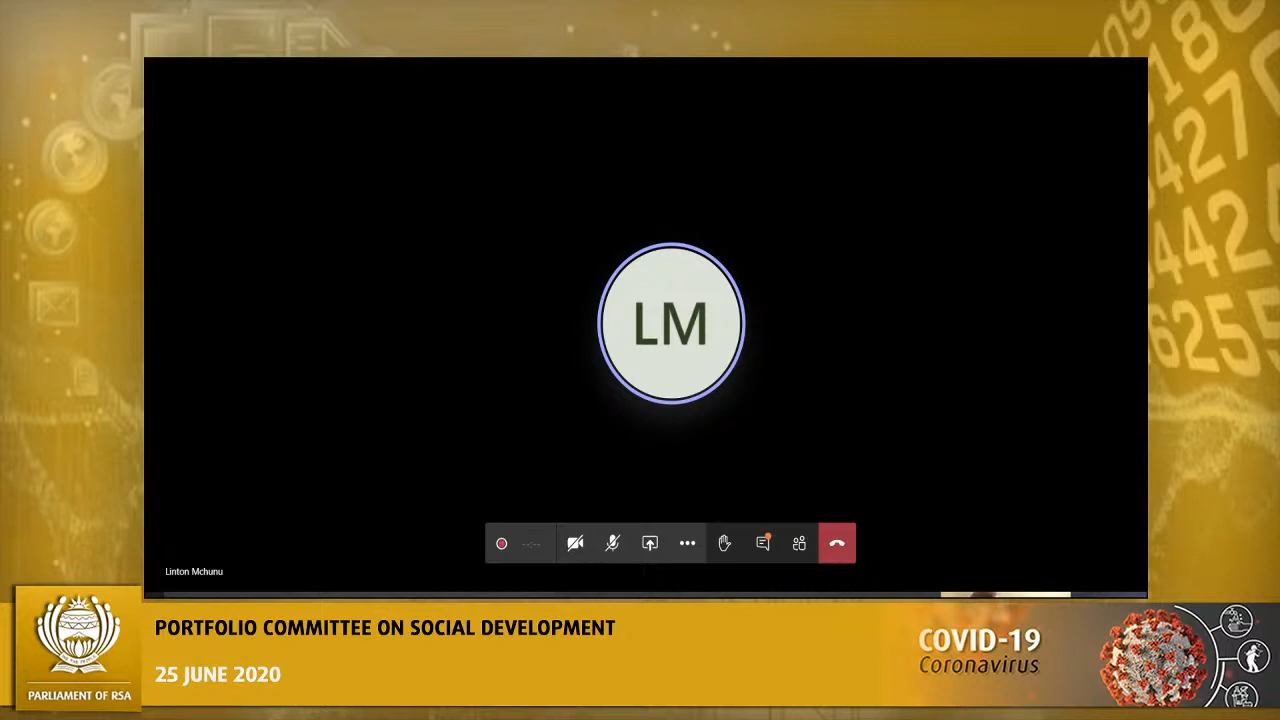 LM
--:--
Linton Mchunu
PORTFOLIO COMMITTEE ON SOCIAL DEVELOPMENT
25 JUNE 2020
PARLIAMENT OF RSA
COVID-19
Coronavirus